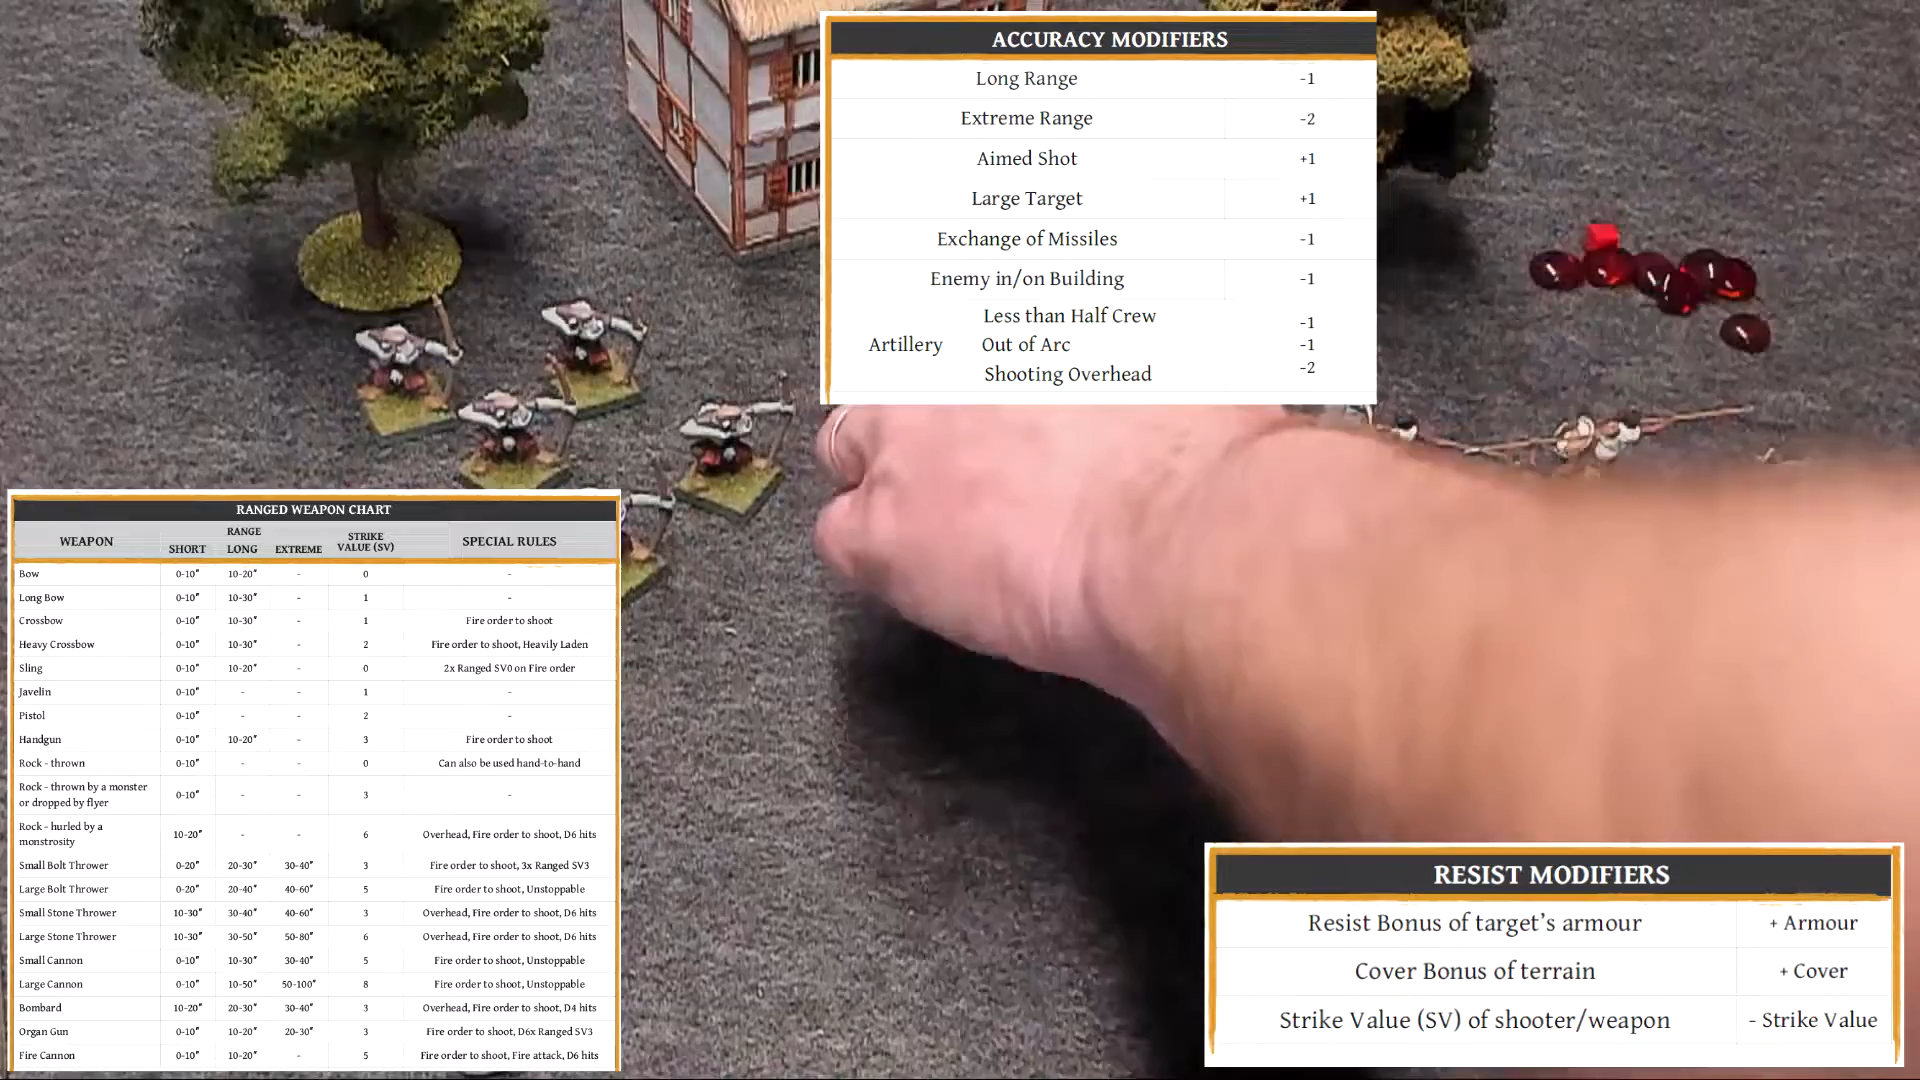 ACCURACY MODIFIERS
Long Range -1
Extreme Range -2
Aimed Shot +1
Large Target +1
Exchange of Missiles -1
Enemy in/on Building -1
Artillery
Less than Half Crew -1
Out of Arc -1
Shooting Overhead -2
RANGED WEAPON CHART
WEAPON RANGE SHORT LONG EXTREME STRIKE VALUE (SV) SPECIAL RULES
Bow 0-10" 10-20" - 0 -
Long Bow 0-10" 10-30" - 1 -
Crossbow 0-10" 10-30" - 1 Fire order to shoot
Heavy Crossbow 0-10" 10-30" - 2 Fire order to shoot, Heavily Laden
Sling 0-10" 10-20" - 0 2x Ranged SV0 on Fire order
Javelin 0-10" - - 1 -
Pistol 0-10" - - 2 -
Handgun 0-10" 10-20" - 3 Fire order to shoot
Rock - thrown 0-10" - - 0 Can also be used hand-to-hand
Rock - thrown by a monster
or dropped by flyer 0-10" - - 3 -
Rock - hurled by a
monstrosity 10-20" - - 6 Overhead, Fire order to shoot, D6 hits
Small Bolt Thrower 0-20" 20-30" 30-40" 3 Fire order to shoot, 3x Ranged SV3
Large Bolt Thrower 0-20" 20-40" 40-60" 5 Fire order to shoot, Unstoppable
Small Stone Thrower 10-30" 30-40" 40-60" 3 Overhead, Fire order to shoot, D6 hits
Large Stone Thrower 10-30" 30-50" 50-80" 6 Overhead, Fire order to shoot, D6 hits
Small Cannon 0-10" 10-30" 30-40" 5 Fire order to shoot, Unstoppable
Large Cannon 0-10" 10-50" 50-100" 8 Fire order to shoot, Unstoppable
Bombard 10-20" 20-30" 30-40" 3 Overhead, Fire order to shoot, D4 hits
Organ Gun 0-10" 10-20" 20-30" 3 Fire order to shoot, D6x Ranged SV3
Fire Cannon 0-10" 10-20" - 5 Fire order to shoot, Fire attack, D6 hits
RESIST MODIFIERS
Resist Bonus of target's armour + Armour
Cover Bonus of terrain + Cover
Strike Value (SV) of shooter/weapon - Strike Value